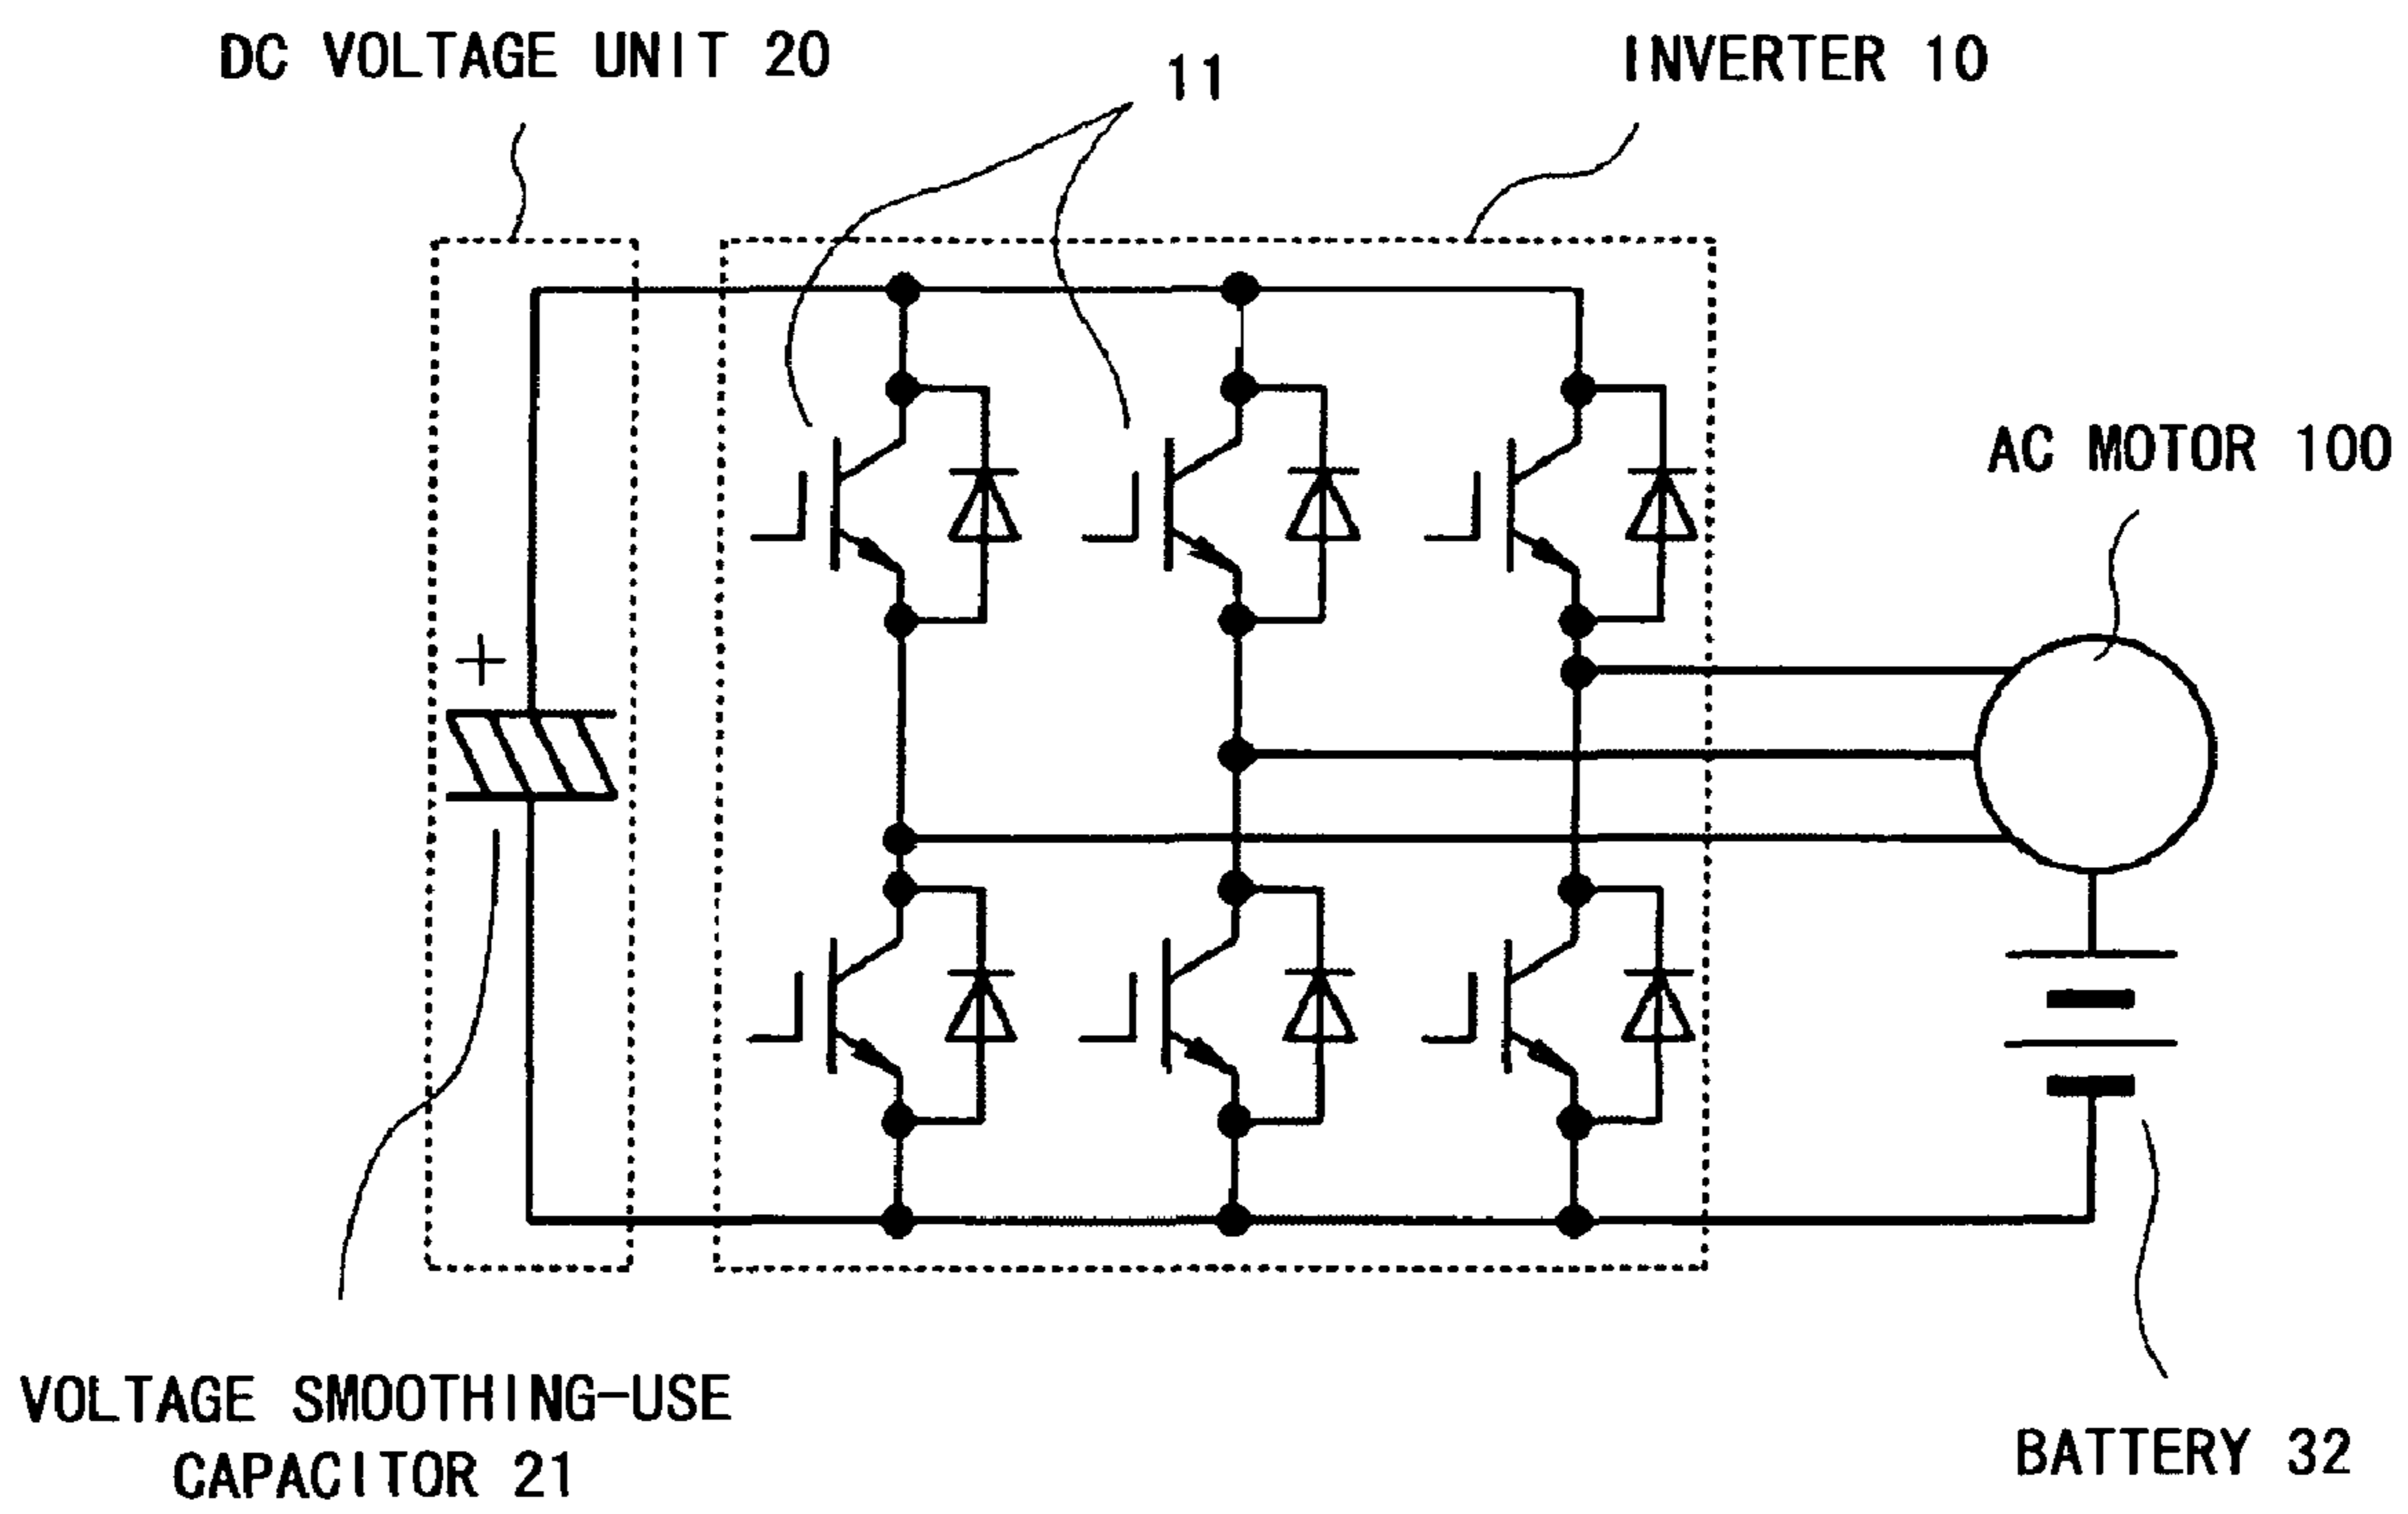 DC VOLTAGE UNIT 20
11
INVERTER 10
AC MOTOR 100
+
VOLTAGE SMOOTHING-USE
CAPACITOR 21
BATTERY 32